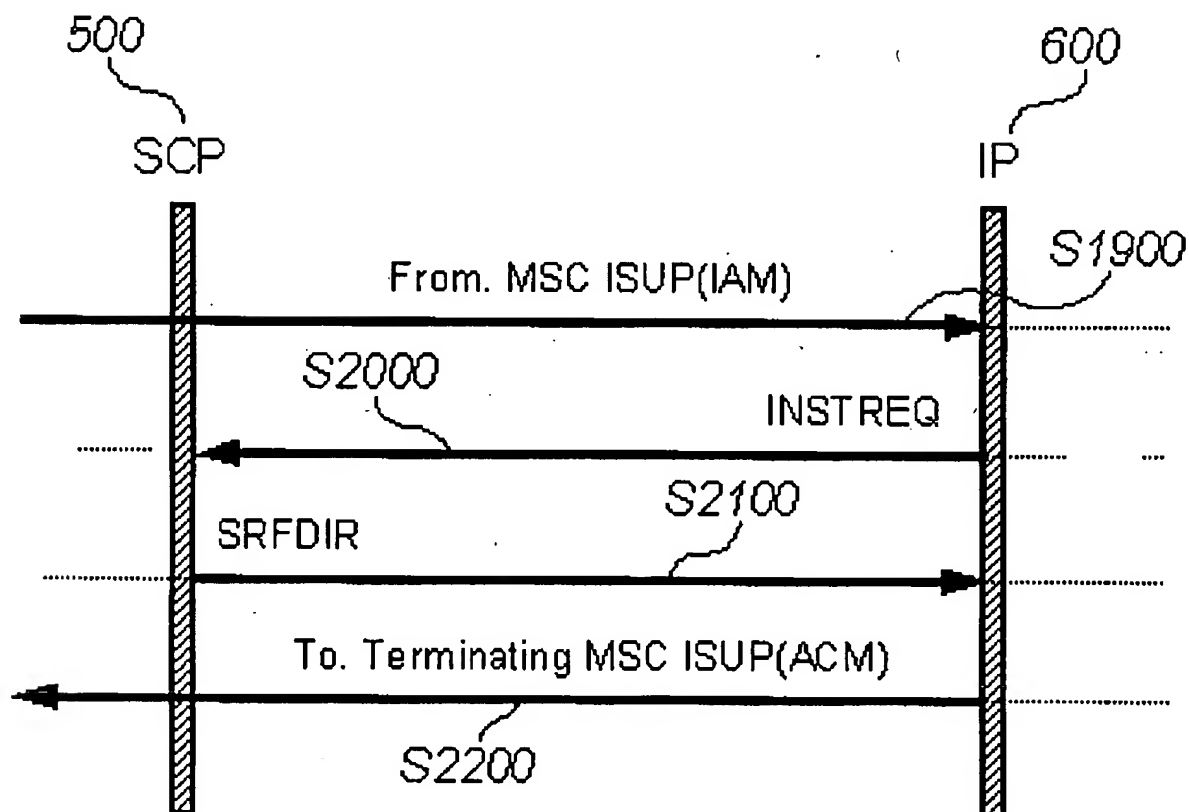 500
600
SCP
IP
S1900
From. MSC ISUP(IAM)
S2000
INSTREQ
S2100
SRFDIR
To. Terminating MSC ISUP(ACM)
S2200